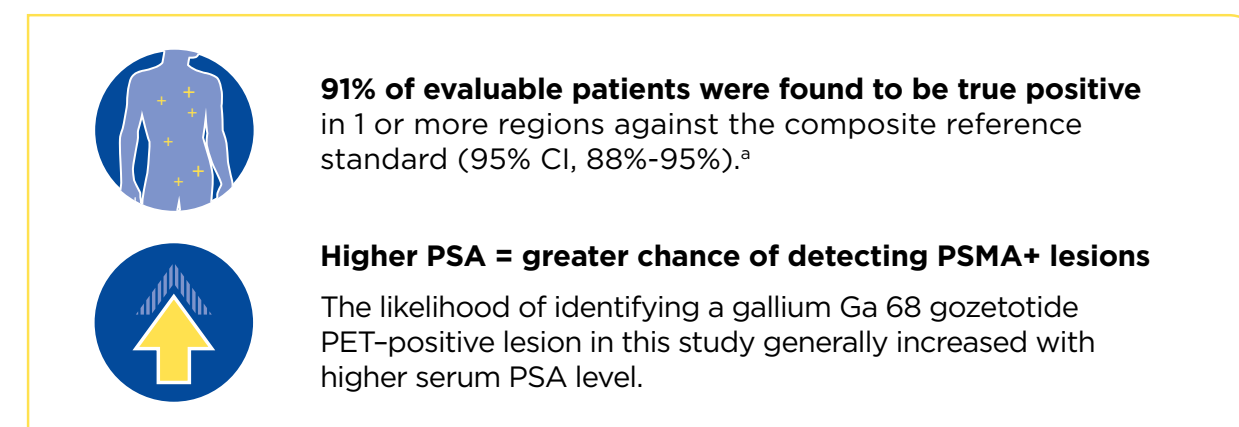 91% of evaluable patients were found to be true positive
in 1 or more regions against the composite reference
standard (95% CI, 88%-95%).ᵃ
Higher PSA = greater chance of detecting PSMA+ lesions
The likelihood of identifying a gallium Ga 68 gozetotide
PET–positive lesion in this study generally increased with
higher serum PSA level.